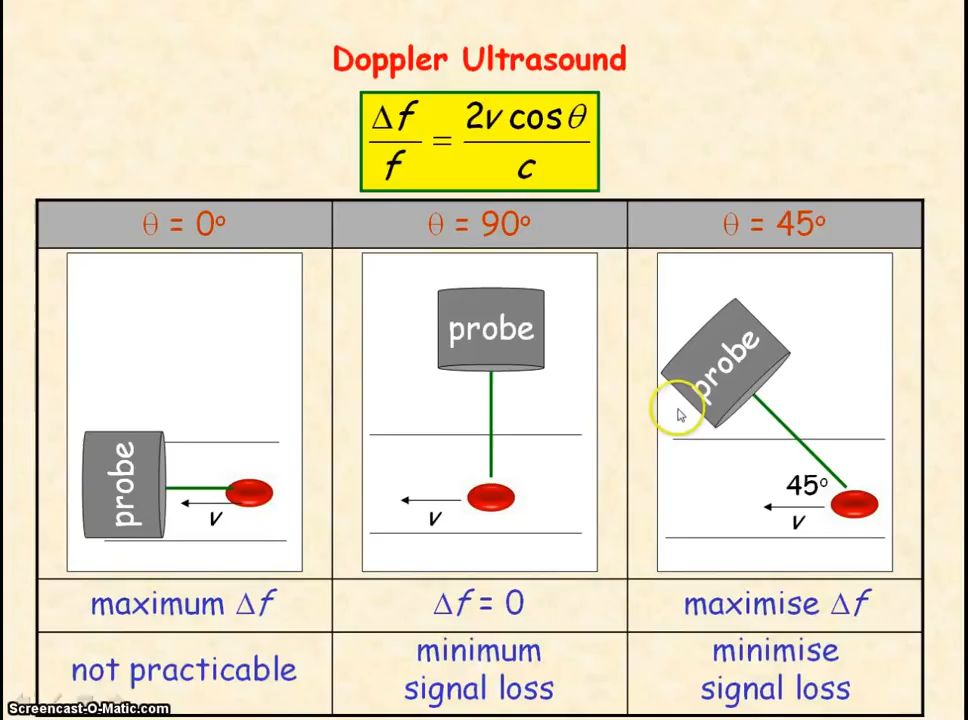 Doppler Ultrasound
Δf/f = 2v cos θ/c
θ = 0° θ = 90° θ = 45°
probe
v
probe
v
probe
45°
v
maximum Δf Δf = 0 maximise Δf
not practicable
minimum
signal loss
minimise
signal loss
Screencast-O-Matic.com